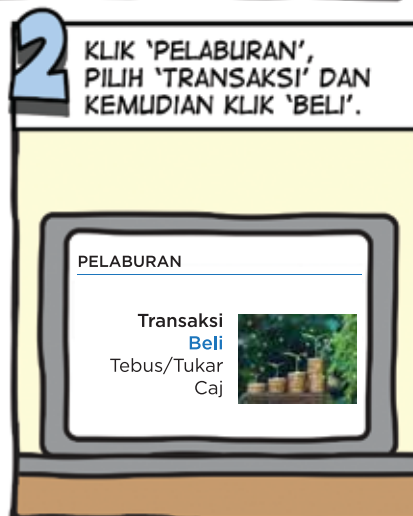 2
KLIK ‘PELABURAN’,
PILIH ‘TRANSAKSI’ DAN
KEMUDIAN KLIK ‘BELI’.
PELABURAN
Transaksi
Beli
Tebus/Tukar
Caj